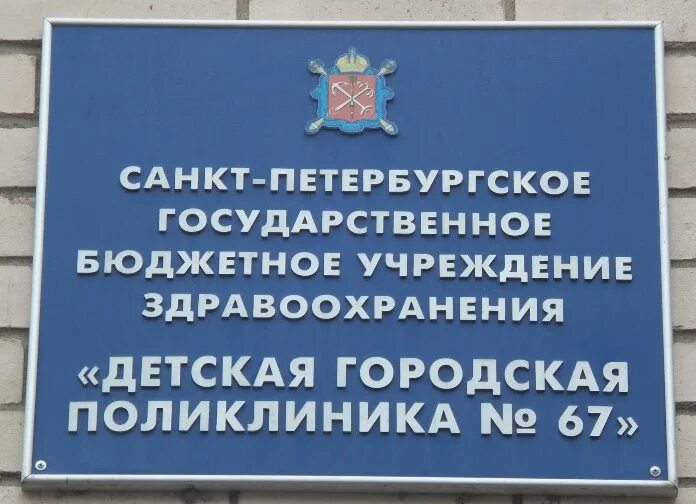 САНКТ-ПЕТЕРБУРГСКОЕ
ГОСУДАРСТВЕННОЕ
БЮДЖЕТНОЕ УЧРЕЖДЕНИЕ
ЗДРАВООХРАНЕНИЯ
«ДЕТСКАЯ ГОРОДСКАЯ
ПОЛИКЛИНИКА № 67»